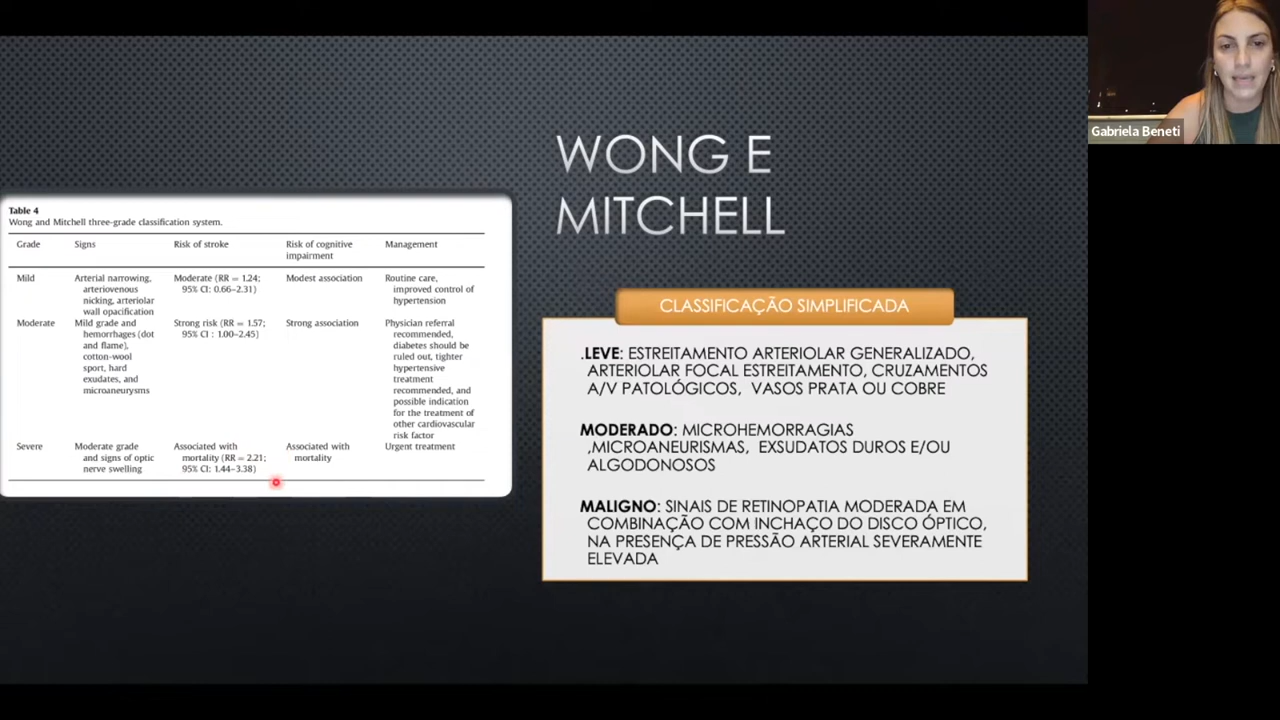 WONG E
MITCHELL
Table 4
Wong and Mitchell three-grade classification system.
Grade Signs Risk of stroke Risk of cognitive impairment Management
Mild
Arterial narrowing,
arteriovenous
nicking, arteriolar
wall opacification
Moderate (RR = 1.24;
95% CI: 0.66–2.31)
Modest association
Routine care,
improved control of
hypertension
Moderate
Mild grade and
hemorrhages (dot
and flame),
cotton-wool
sport, hard
exudates, and
microaneurysms
Strong risk (RR = 1.57;
95% CI : 1.00–2.45)
Strong association
Physician referral
recommended,
diabetes should be
ruled out, tighter
hypertensive
treatment
recommended, and
possible indication
for the treatment of
other cardiovascular
risk factor
Severe
Moderate grade
and signs of optic
nerve swelling
Associated with
mortality (RR = 2.21;
95% CI: 1.44–3.38)
Associated with
mortality
Urgent treatment
CLASSIFICAÇÃO SIMPLIFICADA
.LEVE: ESTREITAMENTO ARTERIOLAR GENERALIZADO,
ARTERIOLAR FOCAL ESTREITAMENTO, CRUZAMENTOS
A/V PATOLÓGICOS, VASOS PRATA OU COBRE
MODERADO: MICROHEMORRAGIAS
,MICROANEURISMAS, EXSUDATOS DUROS E/OU
ALGODONOSOS
MALIGNO: SINAIS DE RETINOPATIA MODERADA EM
COMBINAÇÃO COM INCHAÇO DO DISCO ÓPTICO,
NA PRESENÇA DE PRESSÃO ARTERIAL SEVERAMENTE
ELEVADA
Gabriela Beneti